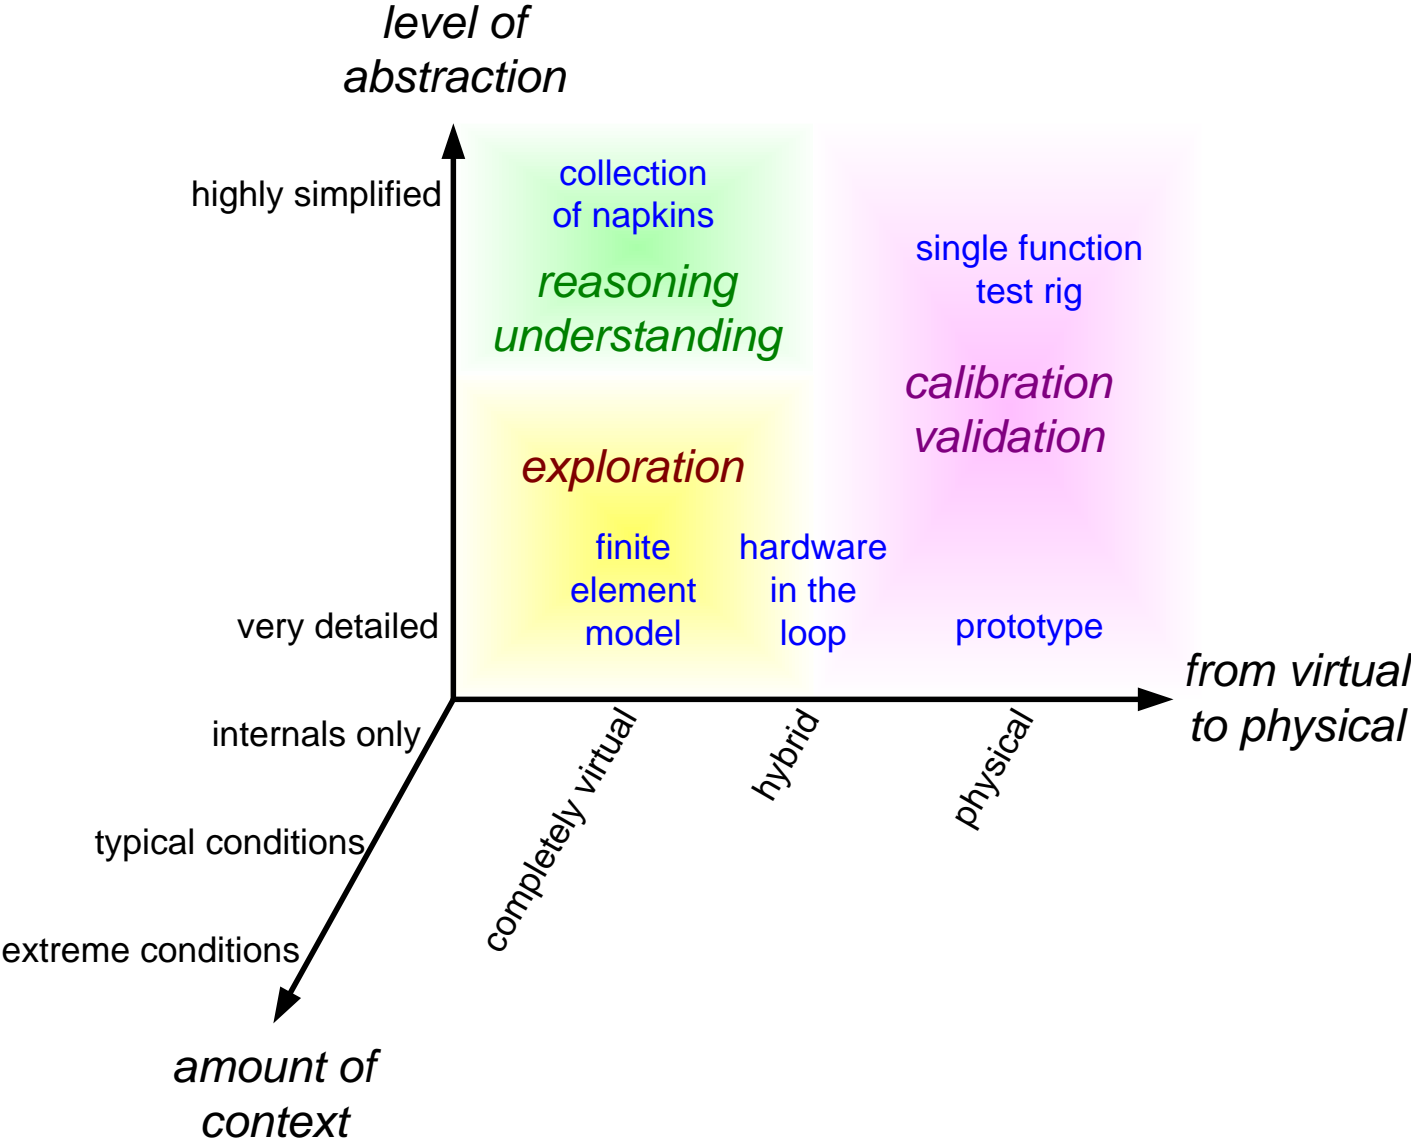 level of
abstraction
highly simplified
collection
of napkins
reasoning
understanding
single function
test rig
calibration
validation
exploration
finite
element
model
hardware
in the
loop
prototype
very detailed
from virtual
to physical
internals only
typical conditions
extreme conditions
completely virtual
hybrid
physical
amount of
context